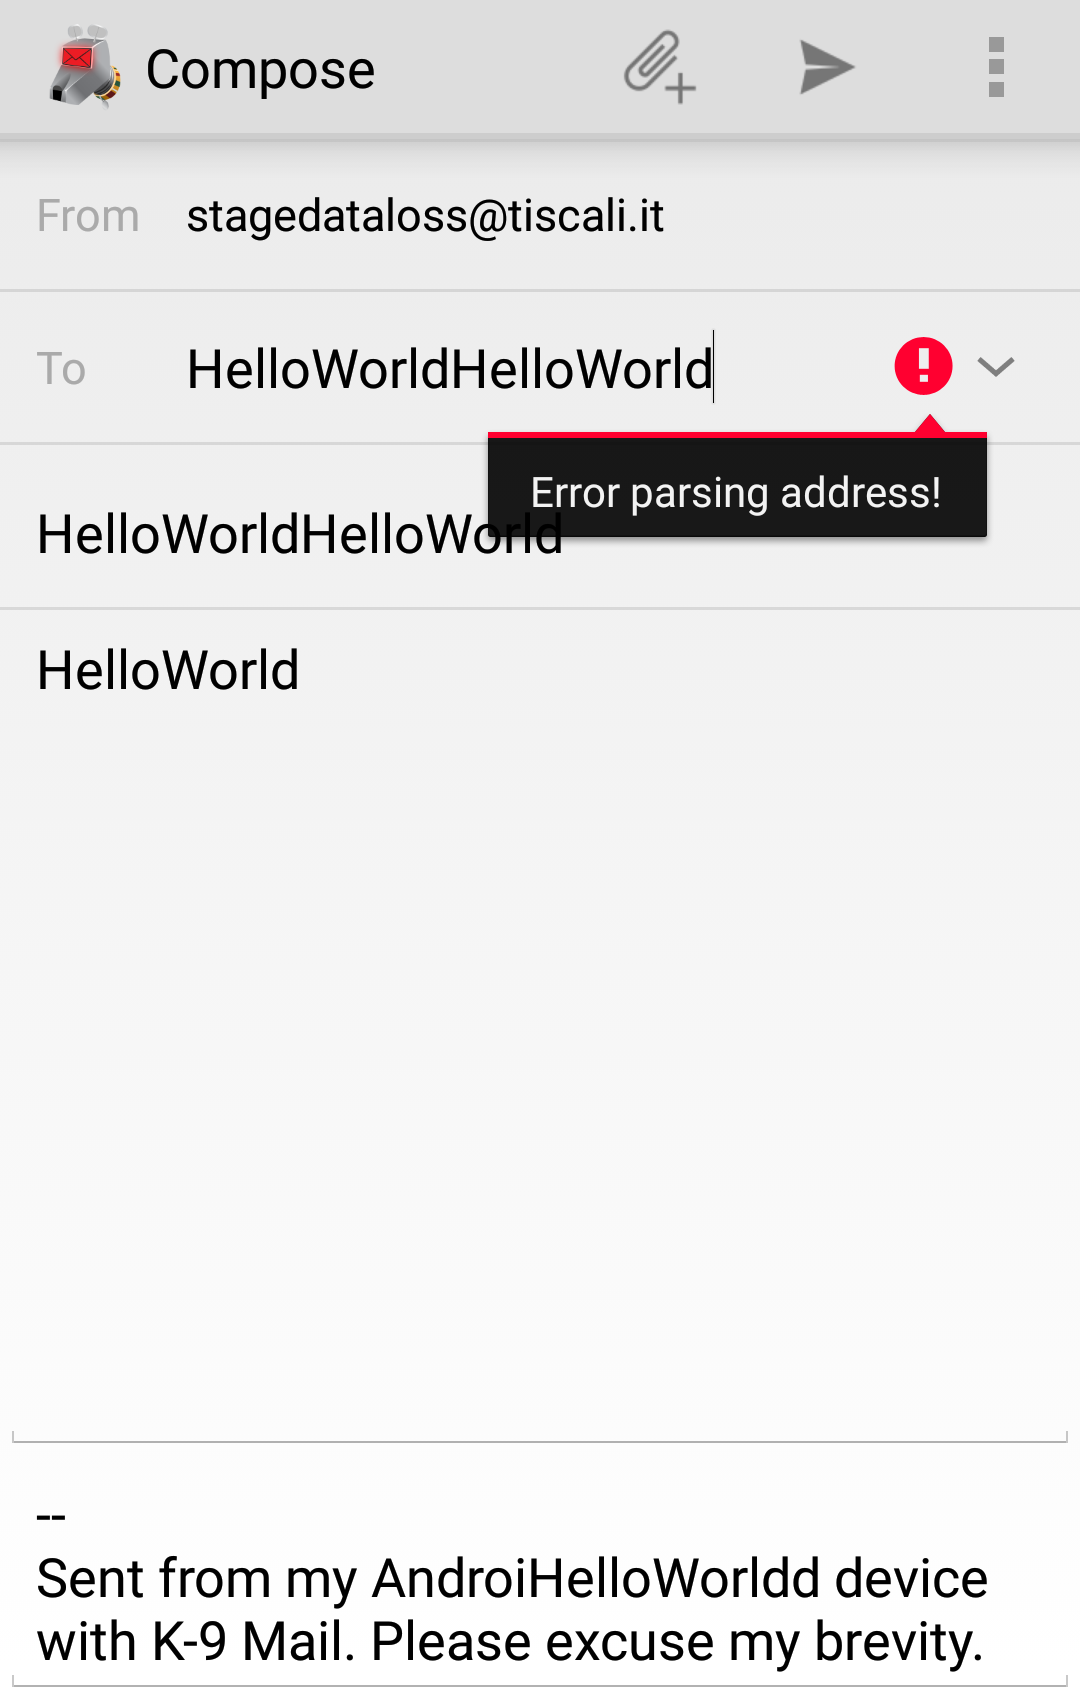 Compose
From stagedataloss@tiscali.it
To HelloWorldHelloWorld
Error parsing address!
HelloWorldHelloWorld
HelloWorld
--
Sent from my AndroiHelloWorldd device
with K-9 Mail. Please excuse my brevity.